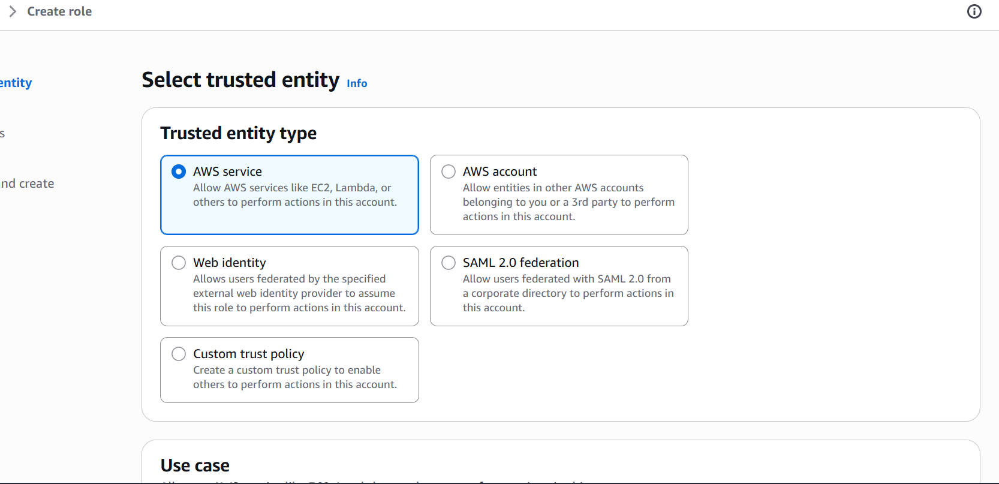 Create role
entity
s
nd create
Select trusted entity Info
Trusted entity type
AWS service
Allow AWS services like EC2, Lambda, or
others to perform actions in this account.
AWS account
Allow entities in other AWS accounts
belonging to you or a 3rd party to perform
actions in this account.
Web identity
Allows users federated by the specified
external web identity provider to assume
this role to perform actions in this account.
SAML 2.0 federation
Allow users federated with SAML 2.0 from
a corporate directory to perform actions in
this account.
Custom trust policy
Create a custom trust policy to enable
others to perform actions in this account.
Use case